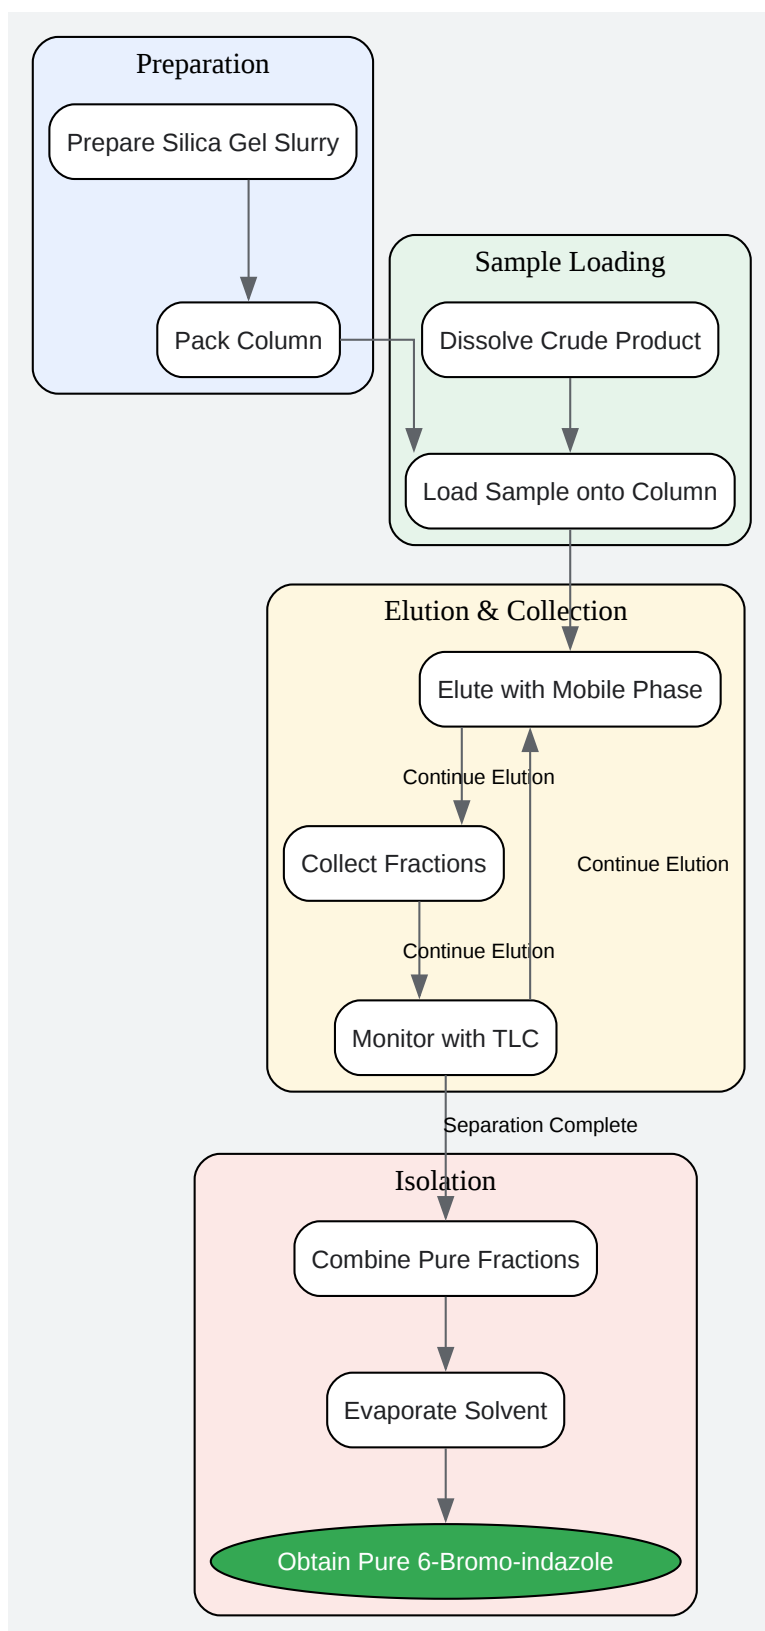 Preparation
Prepare Silica Gel Slurry
Pack Column
Sample Loading
Dissolve Crude Product
Load Sample onto Column
Elution & Collection
Elute with Mobile Phase
Continue Elution
Collect Fractions
Continue Elution
Continue Elution
Monitor with TLC
Separation Complete
Isolation
Combine Pure Fractions
Evaporate Solvent
Obtain Pure 6-Bromo-indazole